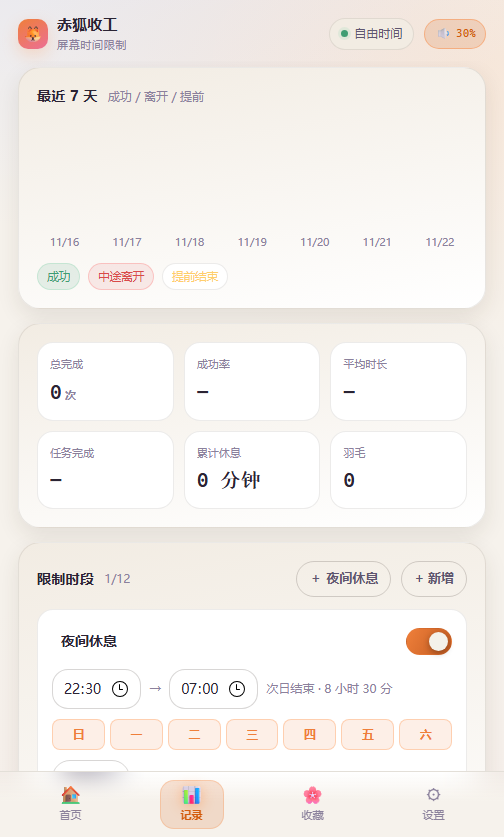 赤狐收工
屏幕时间限制
自由时间
30%
最近 7 天 成功 / 离开 / 提前
11/16 11/17 11/18 11/19 11/20 11/21 11/22
成功 中途离开 提前结束
总完成 成功率 平均时长
0 次 — —
任务完成 累计休息 羽毛
— 0 分钟 0
限制时段 1/12 + 夜间休息 + 新增
夜间休息
22:30 → 07:00 次日结束 · 8 小时 30 分
日 一 二 三 四 五 六
首页 记录 收藏 设置